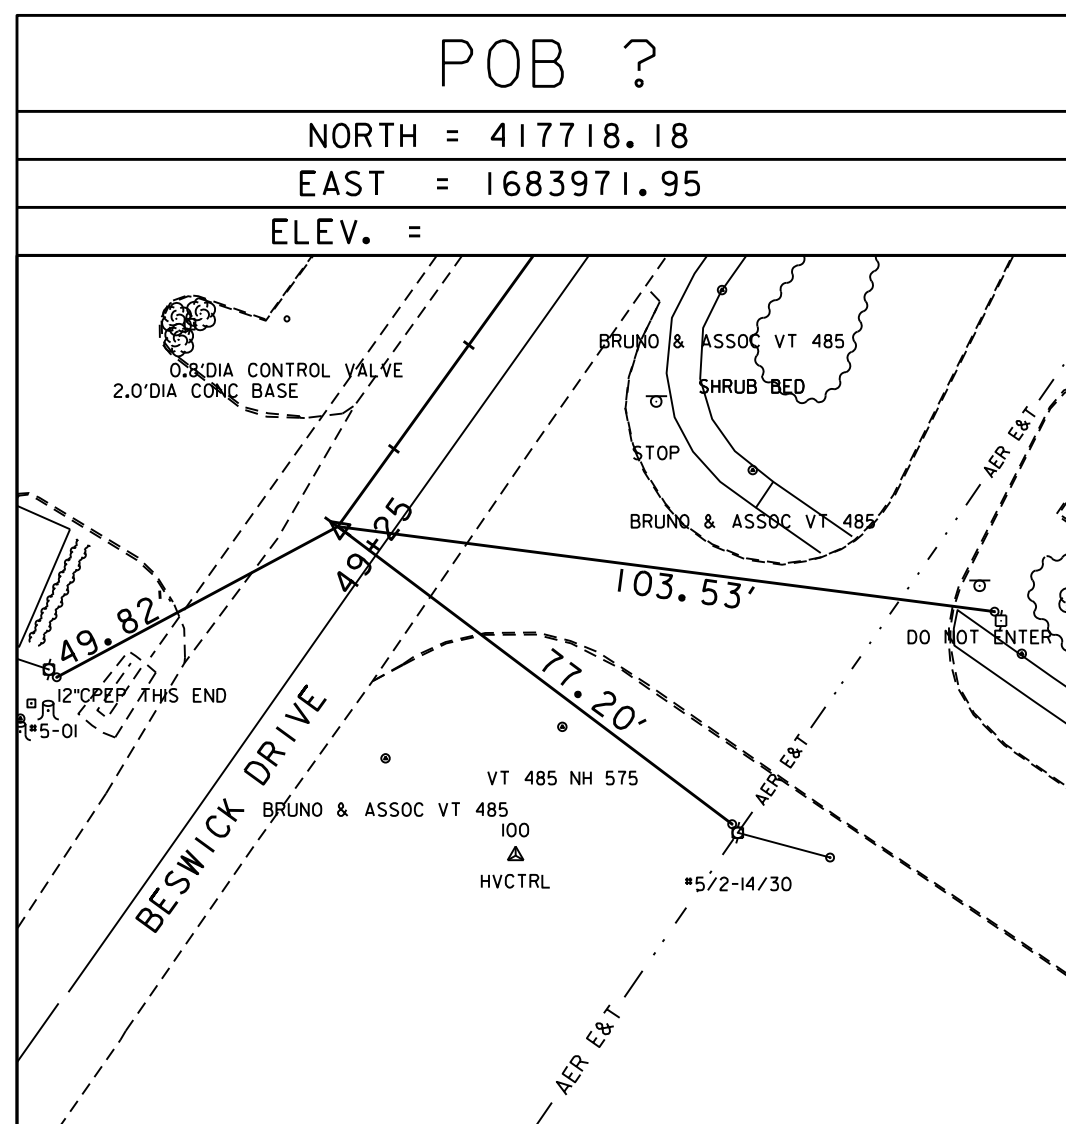 POB ?
NORTH = 417718.18
EAST = 1683971.95
ELEV. =
BRUNO & ASSOC VT 485
0.8'DIA CONTROL VALVE
2.0'DIA CONC BASE
SHRUB BED
STOP
AER E&T
BRUNO & ASSOC VT 485
49+25
103.53'
49.82'
DO NOT ENTER
77.20'
12"CPEP THIS END
#5-01
BESWICK DRIVE
VT 485 NH 575
AER E&T
BRUNO & ASSOC VT 485
100
HVCTRL
#5/2-14/30
AER E&T